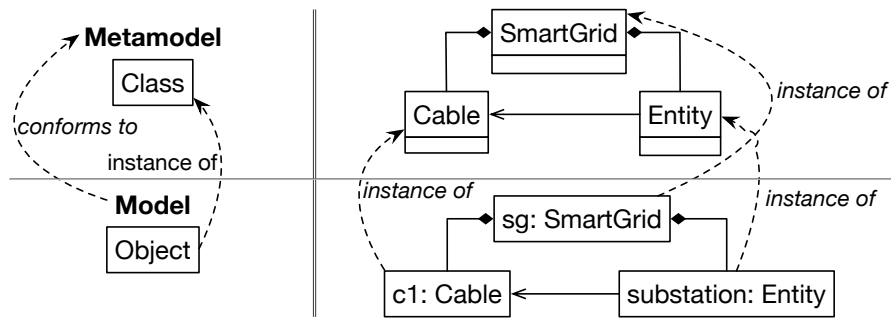 Metamodel
Class
conforms to
instance of
Model
Object
SmartGrid
instance of
Cable
Entity
instance of
instance of
sg: SmartGrid
c1: Cable
substation: Entity